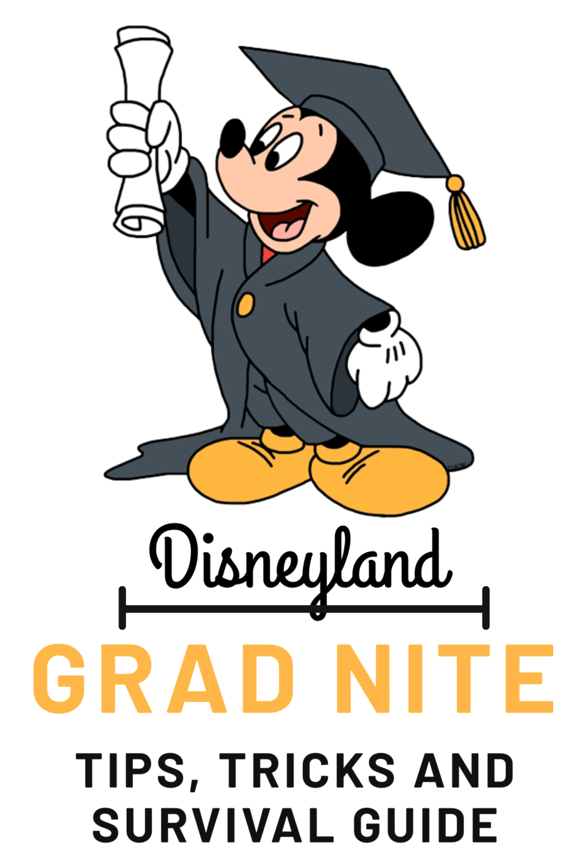 Disneyland
GRAD NITE
TIPS, TRICKS AND
SURVIVAL GUIDE